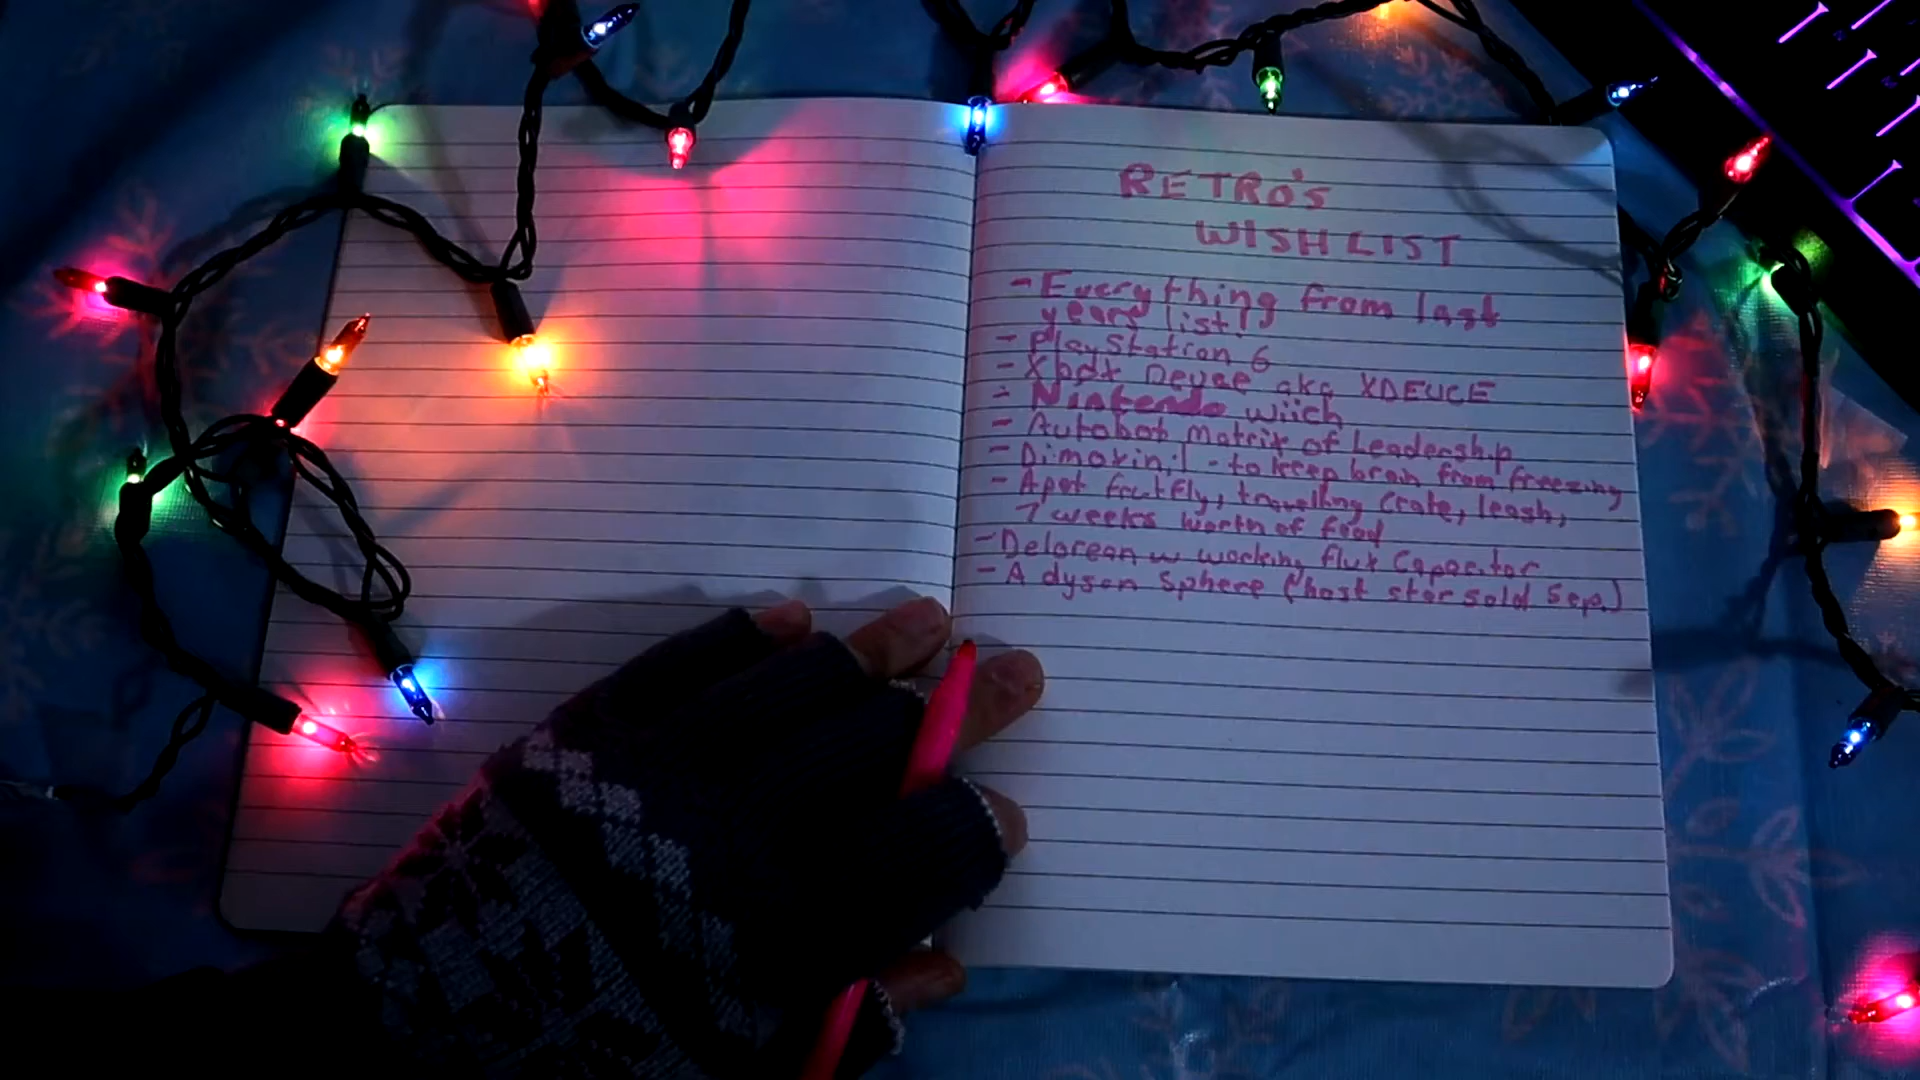 RETRO'S
WISH LIST
- Everything from last
years list!
- PlayStation 6
- Xbox Deuce aka XDEUCE
- Nintendo wiich
- Autobot Matrix of Leadership
- Dimoxinil - to keep brain from freezing
- A pet fruitfly, travelling crate, leash,
7 weeks worth of food
- Delorean w working flux Capacitor
- A dyson Sphere (host star sold Sep.)